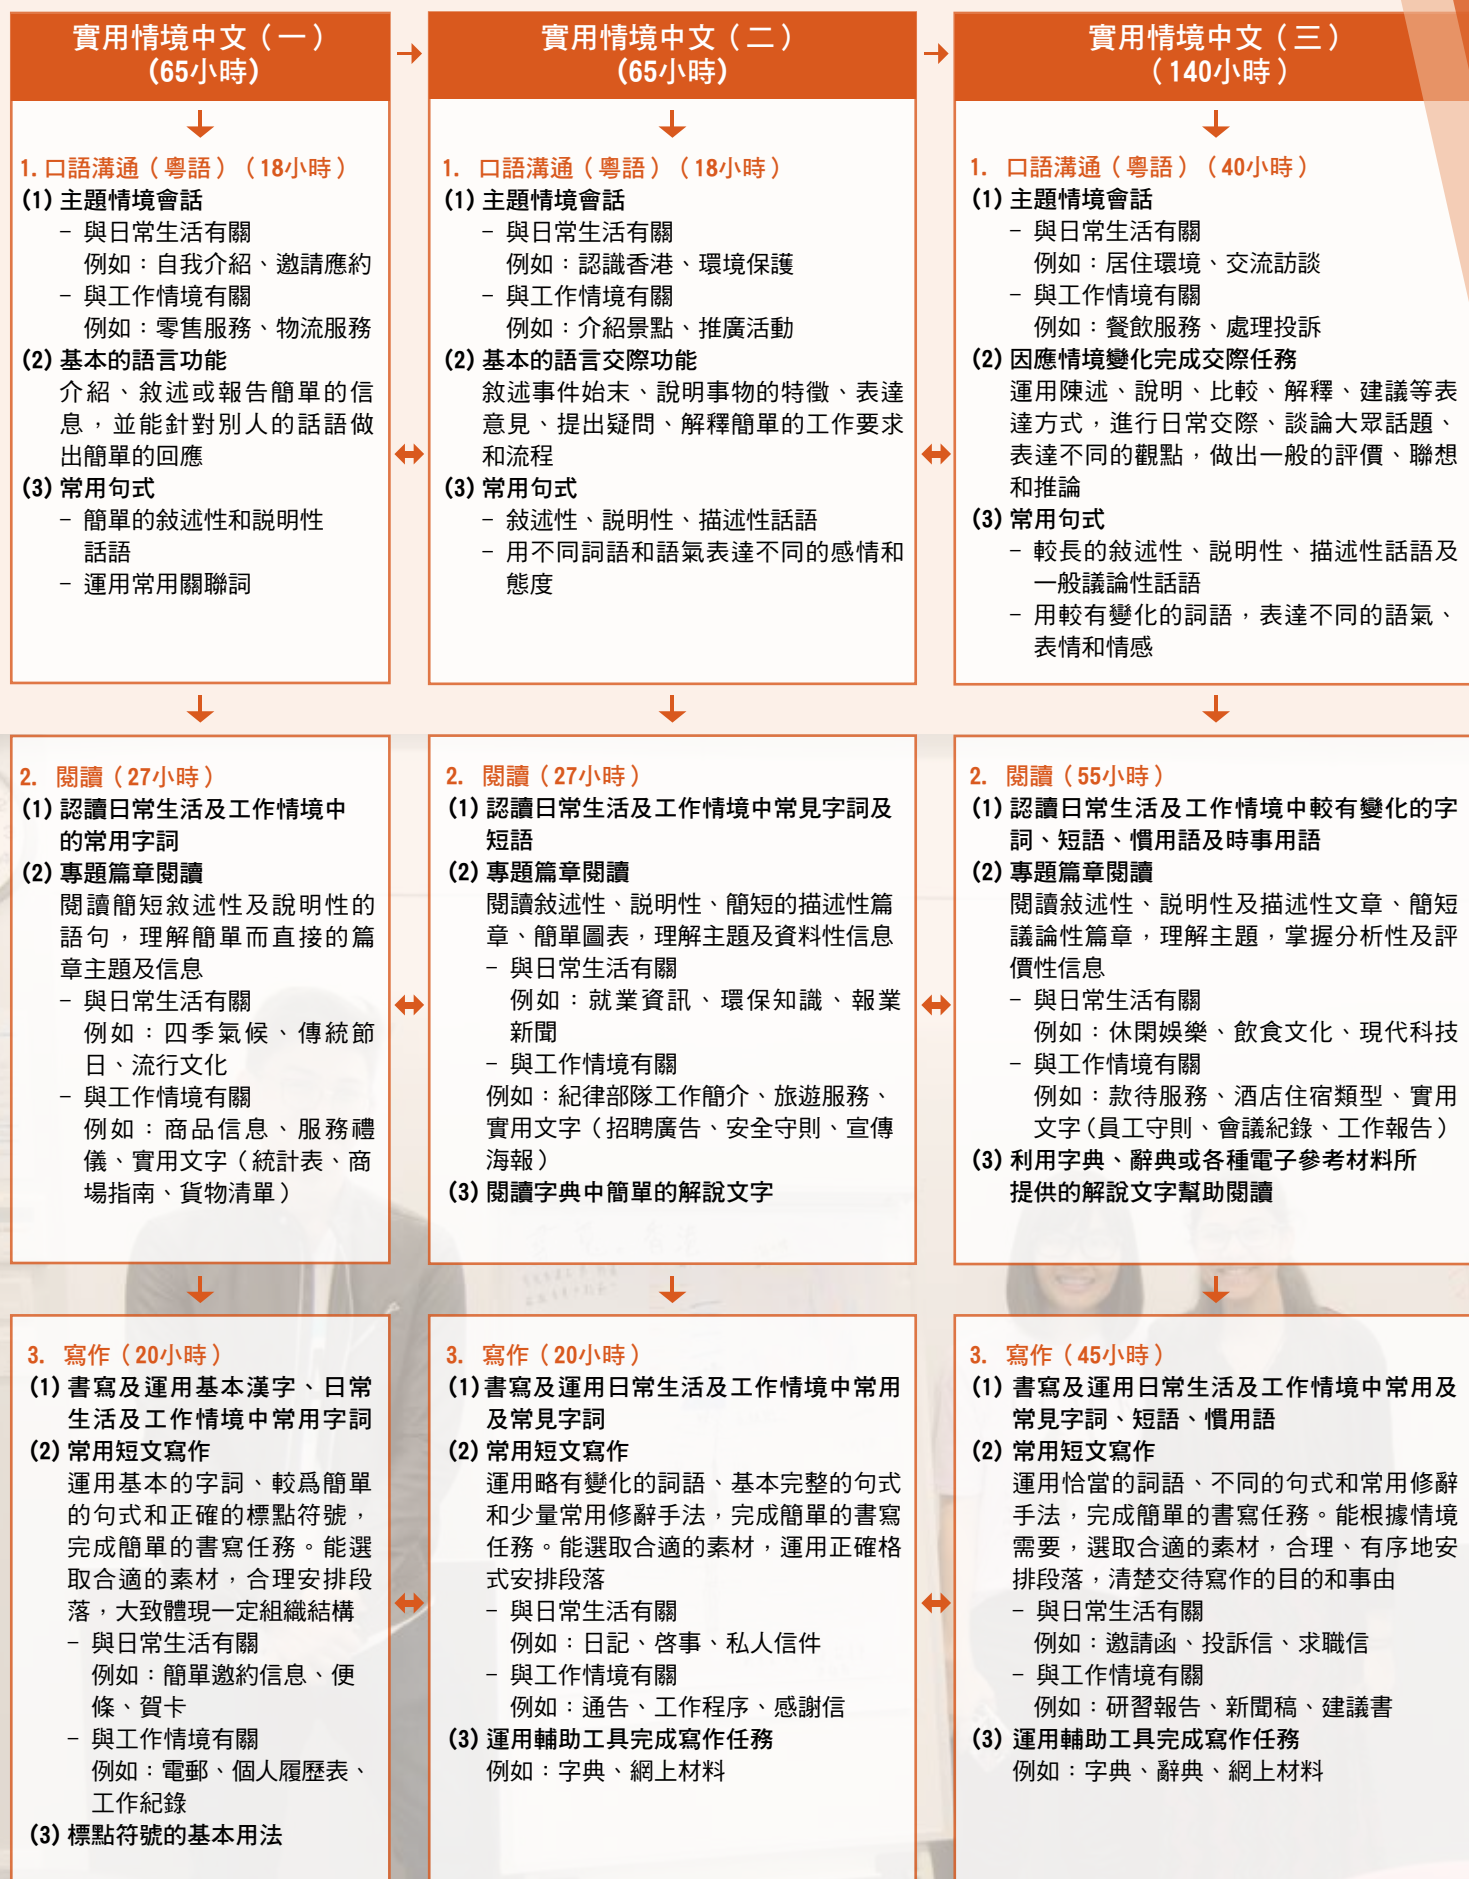 實用情境中文（一）
(65小時)
1. 口語溝通（粵語）（18小時）
(1) 主題情境會話
– 與日常生活有關
例如：自我介紹、邀請應約
– 與工作情境有關
例如：零售服務、物流服務
(2) 基本的語言功能
介紹、敘述或報告簡單的信
息，並能針對別人的話語做
出簡單的回應
(3) 常用句式
– 簡單的敍述性和説明性
話語
– 運用常用關聯詞
2. 閱讀（27小時）
(1) 認讀日常生活及工作情境中
的常用字詞
(2) 專題篇章閱讀
閱讀簡短敘述性及說明性的
語句，理解簡單而直接的篇
章主題及信息
– 與日常生活有關
例如：四季氣候、傳統節
日、流行文化
– 與工作情境有關
例如：商品信息、服務禮
儀、實用文字（統計表、商
場指南、貨物清單）
3. 寫作（20小時）
(1) 書寫及運用基本漢字、日常
生活及工作情境中常用字詞
(2) 常用短文寫作
運用基本的字詞、較爲簡單
的句式和正確的標點符號，
完成簡單的書寫任務。能選
取合適的素材，合理安排段
落，大致體現一定組織結構
– 與日常生活有關
例如：簡單邀約信息、便
條、賀卡
– 與工作情境有關
例如：電郵、個人履歷表、
工作紀錄
(3) 標點符號的基本用法
實用情境中文（二）
(65小時)
1. 口語溝通（粵語）（18小時）
(1) 主題情境會話
– 與日常生活有關
例如：認識香港、環境保護
– 與工作情境有關
例如：介紹景點、推廣活動
(2) 基本的語言交際功能
敘述事件始末、說明事物的特徵、表達
意見、提出疑問、解釋簡單的工作要求
和流程
(3) 常用句式
– 敍述性、説明性、描述性話語
– 用不同詞語和語氣表達不同的感情和
態度
2. 閱讀（27小時）
(1) 認讀日常生活及工作情境中常見字詞及
短語
(2) 專題篇章閱讀
閱讀敍述性、説明性、簡短的描述性篇
章、簡單圖表，理解主題及資料性信息
– 與日常生活有關
例如：就業資訊、環保知識、報業
新聞
– 與工作情境有關
例如：紀律部隊工作簡介、旅遊服務、
實用文字（招聘廣告、安全守則、宣傳
海報）
(3) 閱讀字典中簡單的解說文字
3. 寫作（20小時）
(1) 書寫及運用日常生活及工作情境中常用
及常見字詞
(2) 常用短文寫作
運用略有變化的詞語、基本完整的句式
和少量常用修辭手法，完成簡單的書寫
任務。能選取合適的素材，運用正確格
式安排段落
– 與日常生活有關
例如：日記、啓事、私人信件
– 與工作情境有關
例如：通告、工作程序、感謝信
(3) 運用輔助工具完成寫作任務
例如：字典、網上材料
實用情境中文（三）
（140小時）
1. 口語溝通（粵語）（40小時）
(1) 主題情境會話
– 與日常生活有關
例如：居住環境、交流訪談
– 與工作情境有關
例如：餐飲服務、處理投訴
(2) 因應情境變化完成交際任務
運用陳述、說明、比較、解釋、建議等表
達方式，進行日常交際、談論大眾話題、
表達不同的觀點，做出一般的評價、聯想
和推論
(3) 常用句式
– 較長的敍述性、説明性、描述性話語及
一般議論性話語
– 用較有變化的詞語，表達不同的語氣、
表情和情感
2. 閱讀（55小時）
(1) 認讀日常生活及工作情境中較有變化的字
詞、短語、慣用語及時事用語
(2) 專題篇章閱讀
閱讀敍述性、説明性及描述性文章、簡短
議論性篇章，理解主題，掌握分析性及評
價性信息
– 與日常生活有關
例如：休閑娛樂、飲食文化、現代科技
– 與工作情境有關
例如：款待服務、酒店住宿類型、實用
文字（員工守則、會議紀錄、工作報告）
(3) 利用字典、辭典或各種電子參考材料所
提供的解說文字幫助閱讀
3. 寫作（45小時）
(1) 書寫及運用日常生活及工作情境中常用及
常見字詞、短語、慣用語
(2) 常用短文寫作
運用恰當的詞語、不同的句式和常用修辭
手法，完成簡單的書寫任務。能根據情境
需要，選取合適的素材，合理、有序地安
排段落，清楚交待寫作的目的和事由
– 與日常生活有關
例如：邀請函、投訴信、求職信
– 與工作情境有關
例如：研習報告、新聞稿、建議書
(3) 運用輔助工具完成寫作任務
例如：字典、辭典、網上材料